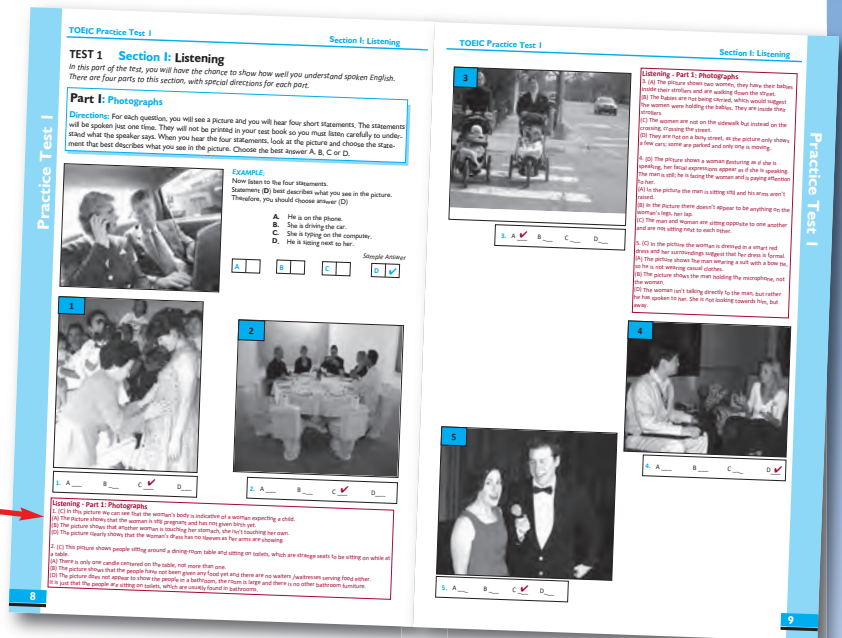 TOEIC Practice Test 1
Section I: Listening
TEST 1 Section I: Listening
In this part of the test, you will have the chance to show how well you understand spoken English.
There are four parts to this section, with special directions for each part.
Part I: Photographs
Directions: For each question, you will see a picture and you will hear four short statements. The statements
will be spoken just one time. They will not be printed in your test book so you must listen carefully to under-
stand what the speaker says. When you hear the four statements, look at the picture and choose the state-
ment that best describes what you see in the picture. Choose the best answer A, B, C or D.
Practice Test 1
EXAMPLE:
Now listen to the four statements.
Statement (D) best describes what you see in the picture.
Therefore, you should choose answer (D)
A. He is on the phone.
B. She is driving the car.
C. She is typing on the computer.
D. He is sitting next to her.
Sample Answer
A B C D ✔
1
2
1. A__ B__ C ✔ D__
2. A__ B__ C ✔ D__
Listening - Part 1: Photographs
1. (C) In this picture we can see that the woman's body is indicative of a woman expecting a child.
(A) The picture shows that the woman is still pregnant and has not given birth yet.
(B) The picture shows that another woman is touching her stomach, she isn't touching her own.
(D) The picture clearly shows that the woman's dress has no sleeves as her arms are showing.
2. (C) This picture shows people sitting around a dining-room table and sitting on toilets, which are strange seats to be sitting on while at
a table.
(A) There is only one candle centered on the table, not more than one.
(B) The picture shows that the people have not been given any food yet and there are no waiters /waitresses serving food either.
(D) The picture does not appear to show the people in a bathroom, the room is large and there is no other bathroom furniture.
It is just that the people are sitting on toilets, which are usually found in bathrooms.
8
TOEIC Practice Test 1
Section I: Listening
3
3. A ✔ B__ C__ D__
Listening - Part 1: Photographs
3. (A) The picture shows two women, they have their babies
inside their strollers and are walking down the street.
(B) The babies are not being carried, which would suggest
the women were holding the babies. They are inside they
strollers.
(C) The women are not on the sidewalk but instead on the
crossing, crossing the street.
(D) They are not on a busy street, as the picture only shows
a few cars; some are parked and only one is moving.
4. (D) The picture shows a woman gesturing as if she is
speaking, her facial expressions appear as if she is speaking.
The man is still; he is facing the woman and is paying attention
to her.
(A) In the picture the man is sitting still and his arms aren't
raised.
(B) In the picture there doesn't appear to be anything on the
woman's legs, her lap.
(C) The man and woman are sitting opposite to one another
and are not sitting next to each other.
5. (C) In the picture the woman is dressed in a smart red
dress and her surroundings suggest that her dress is formal.
(A) The picture shows the man wearing a suit with a bow tie,
so he is not wearing casual clothes.
(B) The picture shows the man holding the microphone, not
the woman.
(D) The woman isn't talking directly to the man, but rather
he has spoken to her. She is not looking towards him, but
away.
Practice Test 1
4
4. A__ B__ C__ D ✔
5
5. A__ B__ C ✔ D__
9